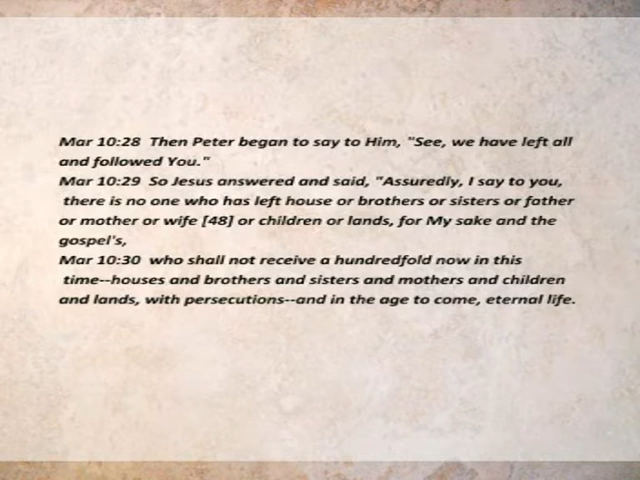 Mar 10:28  Then Peter began to say to Him, "See, we have left all
and followed You."
Mar 10:29  So Jesus answered and said, "Assuredly, I say to you,
there is no one who has left house or brothers or sisters or father
or mother or wife [48] or children or lands, for My sake and the
gospel's,
Mar 10:30  who shall not receive a hundredfold now in this
time--houses and brothers and sisters and mothers and children
and lands, with persecutions--and in the age to come, eternal life.